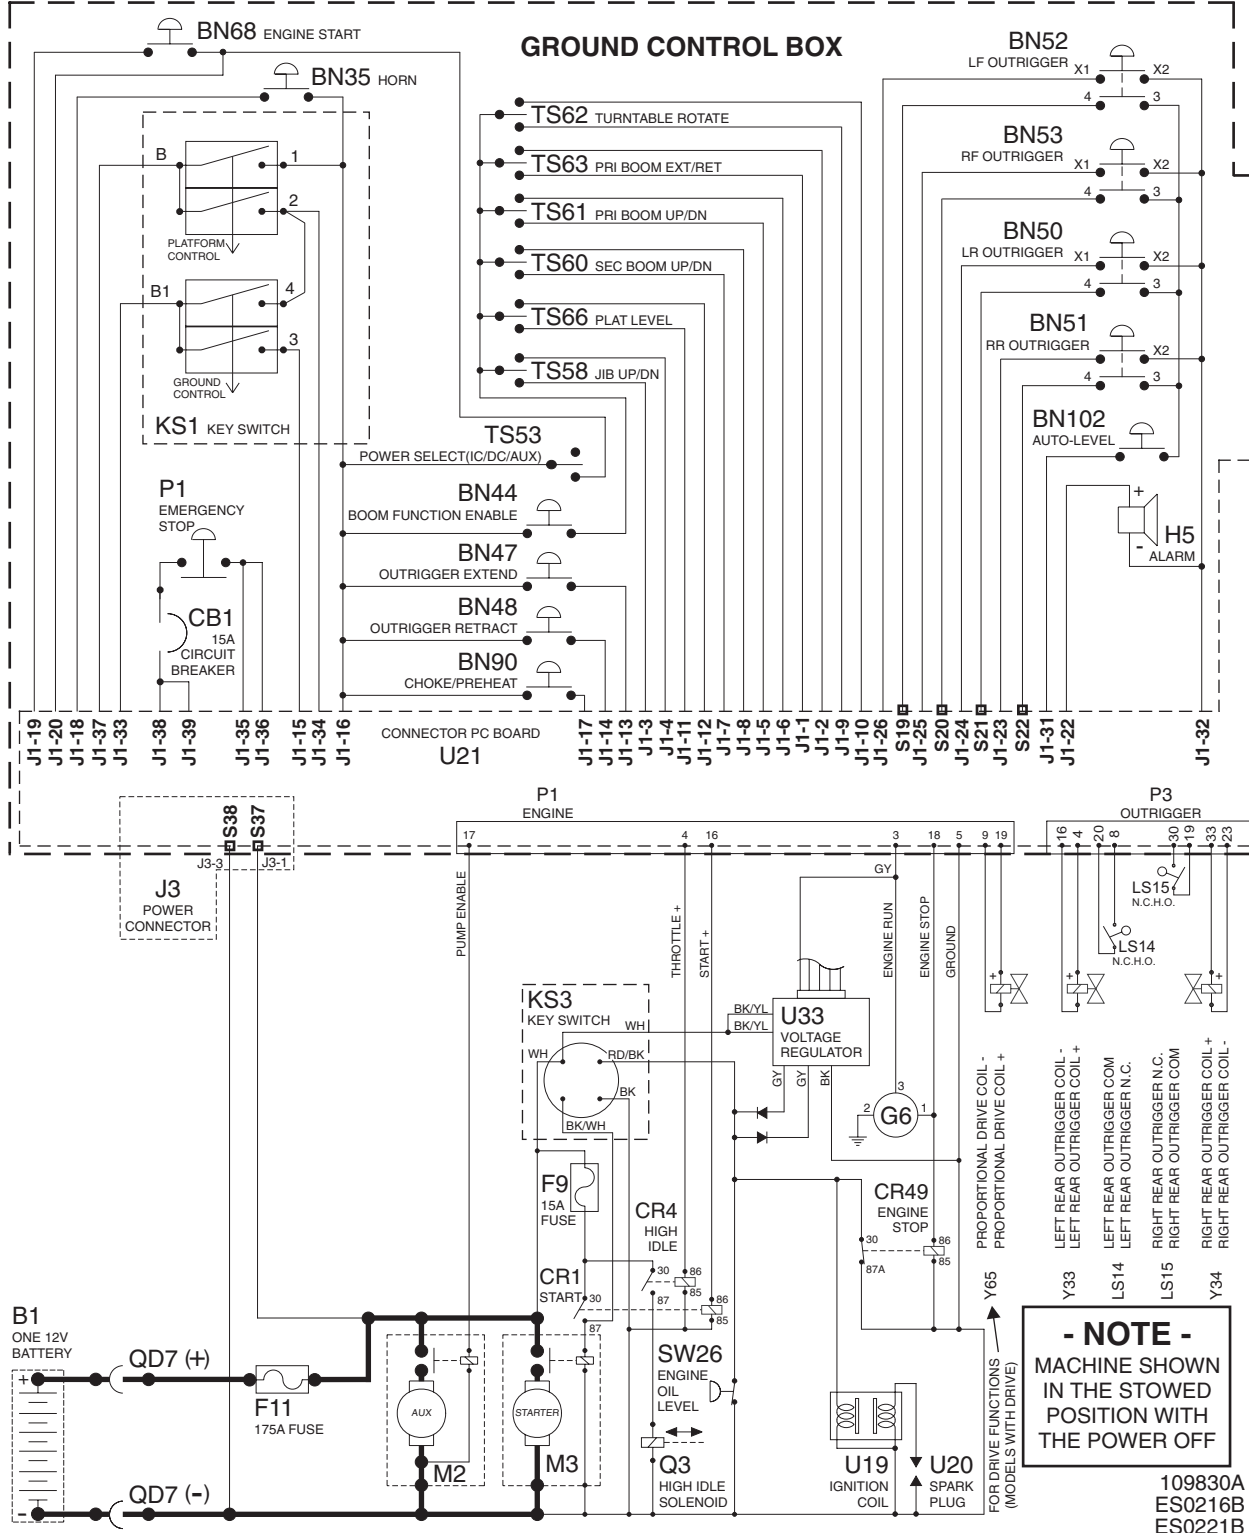 GROUND CONTROL BOX
BN68 ENGINE START
BN35 HORN
B
1
2
PLATFORM
CONTROL
B1
4
3
GROUND
CONTROL
KS1 KEY SWITCH
TS62 TURNTABLE ROTATE
TS63 PRI BOOM EXT/RET
TS61 PRI BOOM UP/DN
TS60 SEC BOOM UP/DN
TS66 PLAT LEVEL
TS58 JIB UP/DN
TS53
POWER SELECT(IC/DC/AUX)
BN44
BOOM FUNCTION ENABLE
BN47
OUTRIGGER EXTEND
BN48
OUTRIGGER RETRACT
BN90
CHOKE/PREHEAT
P1
EMERGENCY
STOP
CB1
15A
CIRCUIT
BREAKER
BN52
LF OUTRIGGER
X1
X2
4
3
BN53
RF OUTRIGGER
X1
X2
4
3
BN50
LR OUTRIGGER
X1
X2
4
3
BN51
RR OUTRIGGER
X2
4
3
BN102
AUTO-LEVEL
+
-
H5
ALARM
J1-19
J1-20
J1-18
J1-37
J1-33
J1-38
J1-39
J1-35
J1-36
J1-15
J1-34
J1-16
CONNECTOR PC BOARD
U21
J1-17
J1-14
J1-13
J1-3
J1-4
J1-11
J1-12
J1-7
J1-8
J1-5
J1-6
J1-1
J1-2
J1-9
J1-10
J1-26
S19
J1-25
S20
J1-24
S21
J1-23
S22
J1-31
J1-22
J1-32
S38
S37
J3-3
J3-1
J3
POWER
CONNECTOR
P1
ENGINE
17
4
16
3
18
5
9
19
P3
OUTRIGGER
16
4
20
8
30
19
33
23
PUMP ENABLE
THROTTLE +
START +
GY
ENGINE RUN
ENGINE STOP
GROUND
LS15
N.C.H.O.
LS14
N.C.H.O.
+
+
+
KS3
KEY SWITCH
WH
WH
RD/BK
BK
BK/WH
BK/YL
BK/YL
U33
VOLTAGE
REGULATOR
GY
GY
BK
3
2
G6
1
F9
15A
FUSE
CR4
HIGH
IDLE
30
86
85
87
CR1
START
30
86
85
87
CR49
ENGINE
STOP
30
87A
86
85
PROPORTIONAL DRIVE COIL -
PROPORTIONAL DRIVE COIL +
LEFT REAR OUTRIGGER COIL -
LEFT REAR OUTRIGGER COIL +
LEFT REAR OUTRIGGER COM
LEFT REAR OUTRIGGER N.C.
RIGHT REAR OUTRIGGER N.C.
RIGHT REAR OUTRIGGER COM
RIGHT REAR OUTRIGGER COIL +
RIGHT REAR OUTRIGGER COIL -
Y65
Y33
LS14
LS15
Y34
FOR DRIVE FUNCTIONS
(MODELS WITH DRIVE)
B1
ONE 12V
BATTERY
+
-
QD7 (+)
F11
175A FUSE
QD7 (-)
AUX
M2
STARTER
M3
SW26
ENGINE
OIL
LEVEL
Q3
HIGH IDLE
SOLENOID
U19
IGNITION
COIL
U20
SPARK
PLUG
- NOTE -
MACHINE SHOWN
IN THE STOWED
POSITION WITH
THE POWER OFF
109830A
ES0216B
ES0221B